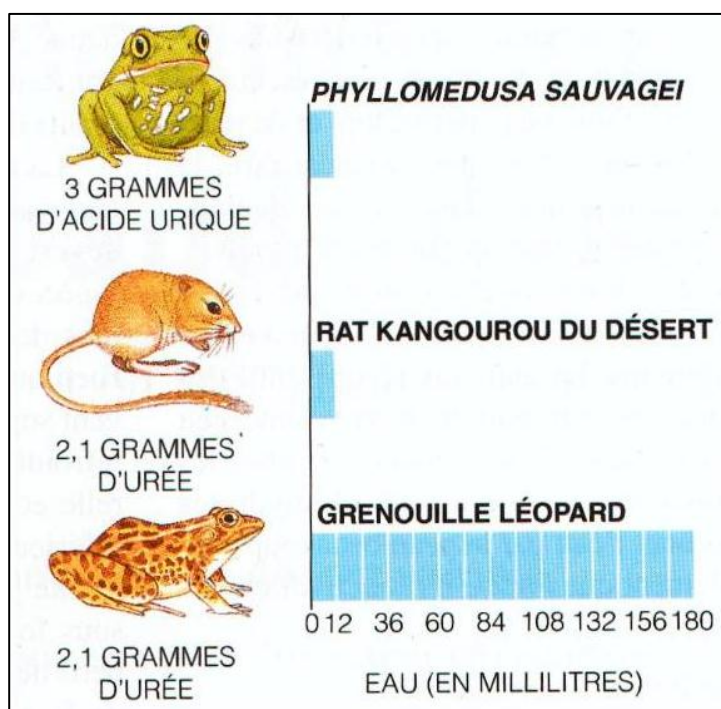 PHYLLOMEDUSA SAUVAGEI
3 GRAMMES
D'ACIDE URIQUE
RAT KANGOUROU DU DÉSERT
2,1 GRAMMES
D'URÉE
GRENOUILLE LÉOPARD
0 12 36 60 84 108 132 156 180
2,1 GRAMMES
D'URÉE
EAU (EN MILLILITRES)